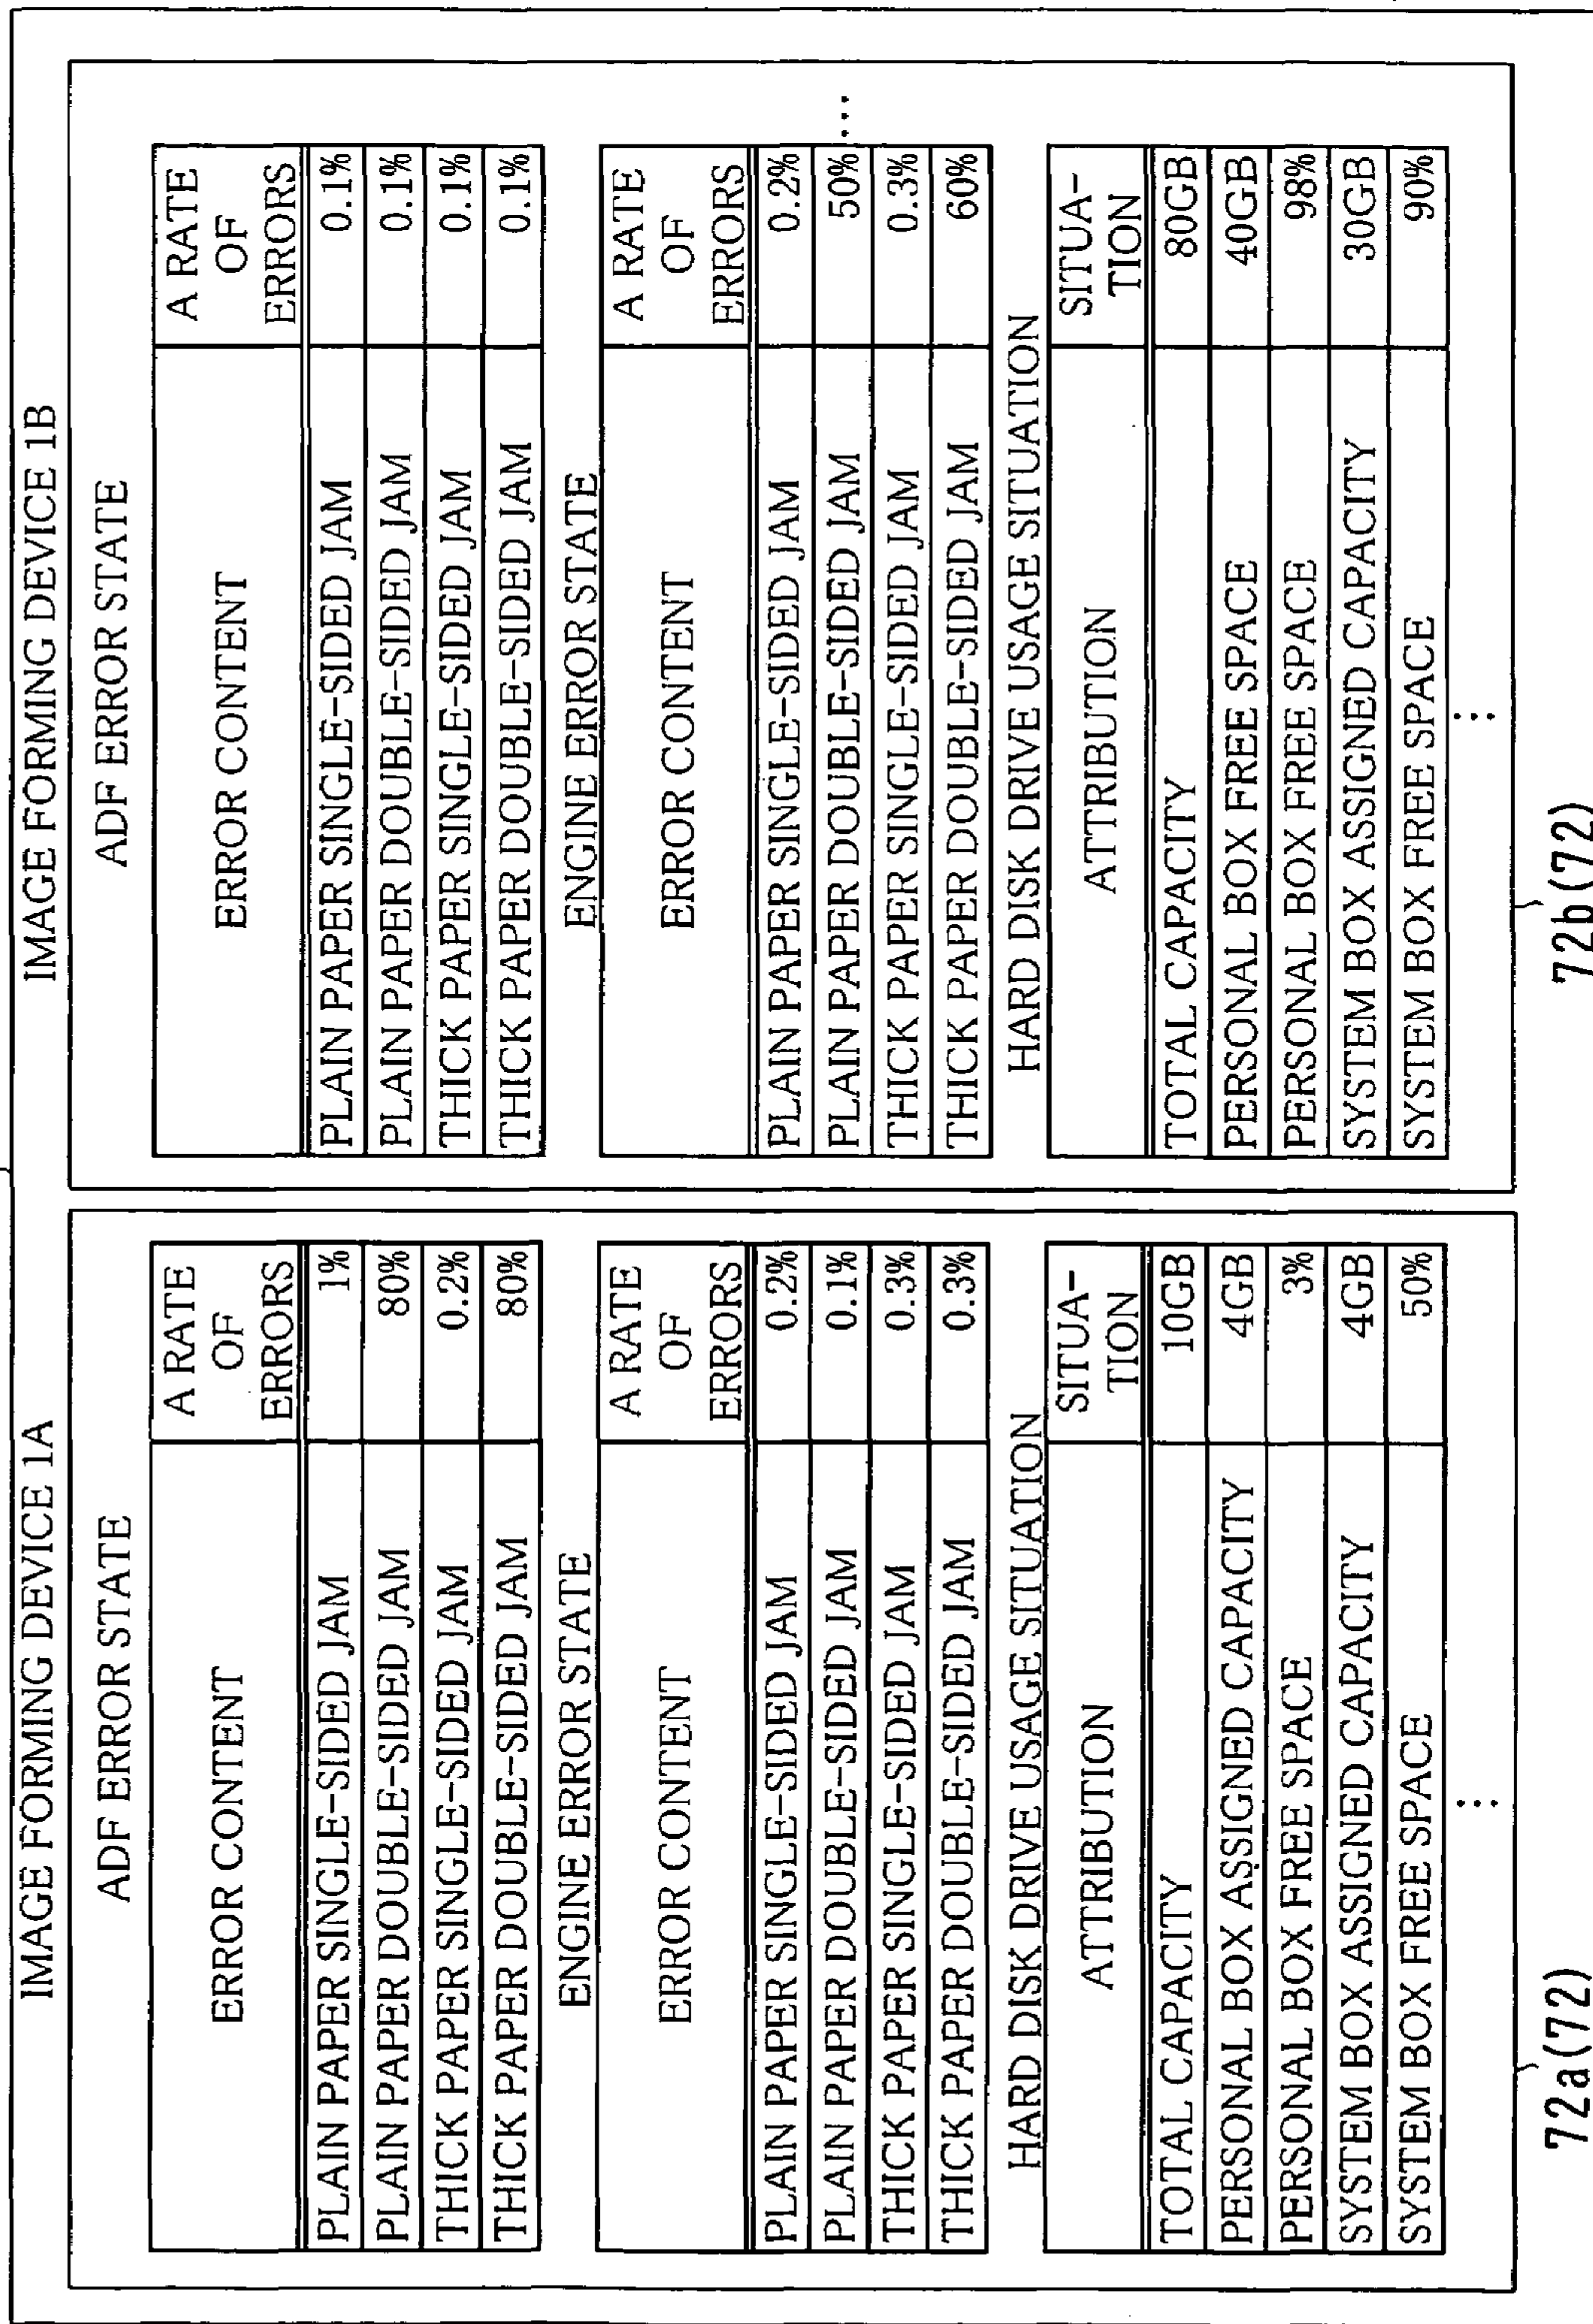 IMAGE FORMING DEVICE 1A
ADF ERROR STATE
ERROR CONTENT
A RATE
OF
ERRORS
PLAIN PAPER SINGLE-SIDED JAM 1%
PLAIN PAPER DOUBLE-SIDED JAM 80%
THICK PAPER SINGLE-SIDED JAM 0.2%
THICK PAPER DOUBLE-SIDED JAM 80%
ENGINE ERROR STATE
ERROR CONTENT
A RATE
OF
ERRORS
PLAIN PAPER SINGLE-SIDED JAM 0.2%
PLAIN PAPER DOUBLE-SIDED JAM 0.1%
THICK PAPER SINGLE-SIDED JAM 0.3%
THICK PAPER DOUBLE-SIDED JAM 0.3%
HARD DISK DRIVE USAGE SITUATION
ATTRIBUTION
SITUA-
TION
TOTAL CAPACITY 10GB
PERSONAL BOX ASSIGNED CAPACITY 4GB
PERSONAL BOX FREE SPACE 3%
SYSTEM BOX ASSIGNED CAPACITY 4GB
SYSTEM BOX FREE SPACE 50%
⋮
72a(72)
IMAGE FORMING DEVICE 1B
ADF ERROR STATE
ERROR CONTENT
A RATE
OF
ERRORS
PLAIN PAPER SINGLE-SIDED JAM 0.1%
PLAIN PAPER DOUBLE-SIDED JAM 0.1%
THICK PAPER SINGLE-SIDED JAM 0.1%
THICK PAPER DOUBLE-SIDED JAM 0.1%
ENGINE ERROR STATE
ERROR CONTENT
A RATE
OF
ERRORS
PLAIN PAPER SINGLE-SIDED JAM 0.2%
PLAIN PAPER DOUBLE-SIDED JAM 50%
THICK PAPER SINGLE-SIDED JAM 0.3%
THICK PAPER DOUBLE-SIDED JAM 60%
...
HARD DISK DRIVE USAGE SITUATION
ATTRIBUTION
SITUA-
TION
TOTAL CAPACITY 80GB
PERSONAL BOX FREE SPACE 40GB
PERSONAL BOX FREE SPACE 98%
SYSTEM BOX ASSIGNED CAPACITY 30GB
SYSTEM BOX FREE SPACE 90%
⋮
72b(72)